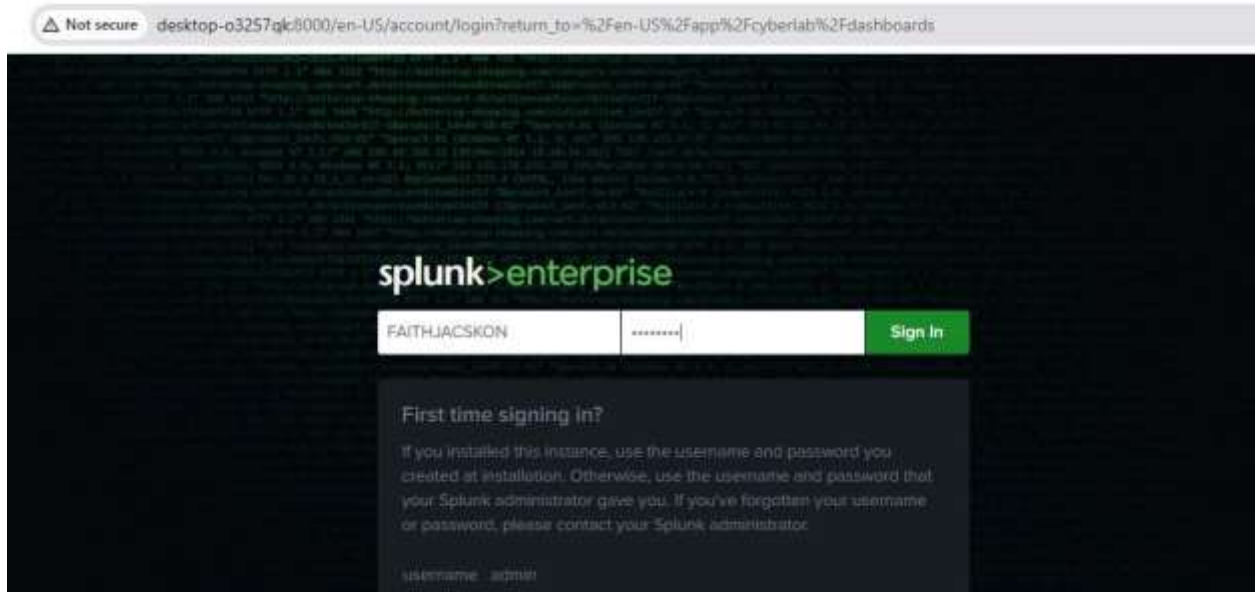 Not secure desktop-o3257qk:8000/en-US/account/login?return_to=%2Fen-US%2Fapp%2Fcyberlab%2Fdashboards
splunk>enterprise
FAITHJACSKON •••••••• Sign In
First time signing in?
If you installed this instance, use the username and password you
created at installation. Otherwise, use the username and password that
your Splunk administrator gave you. If you've forgotten your username
or password, please contact your Splunk administrator.
username admin